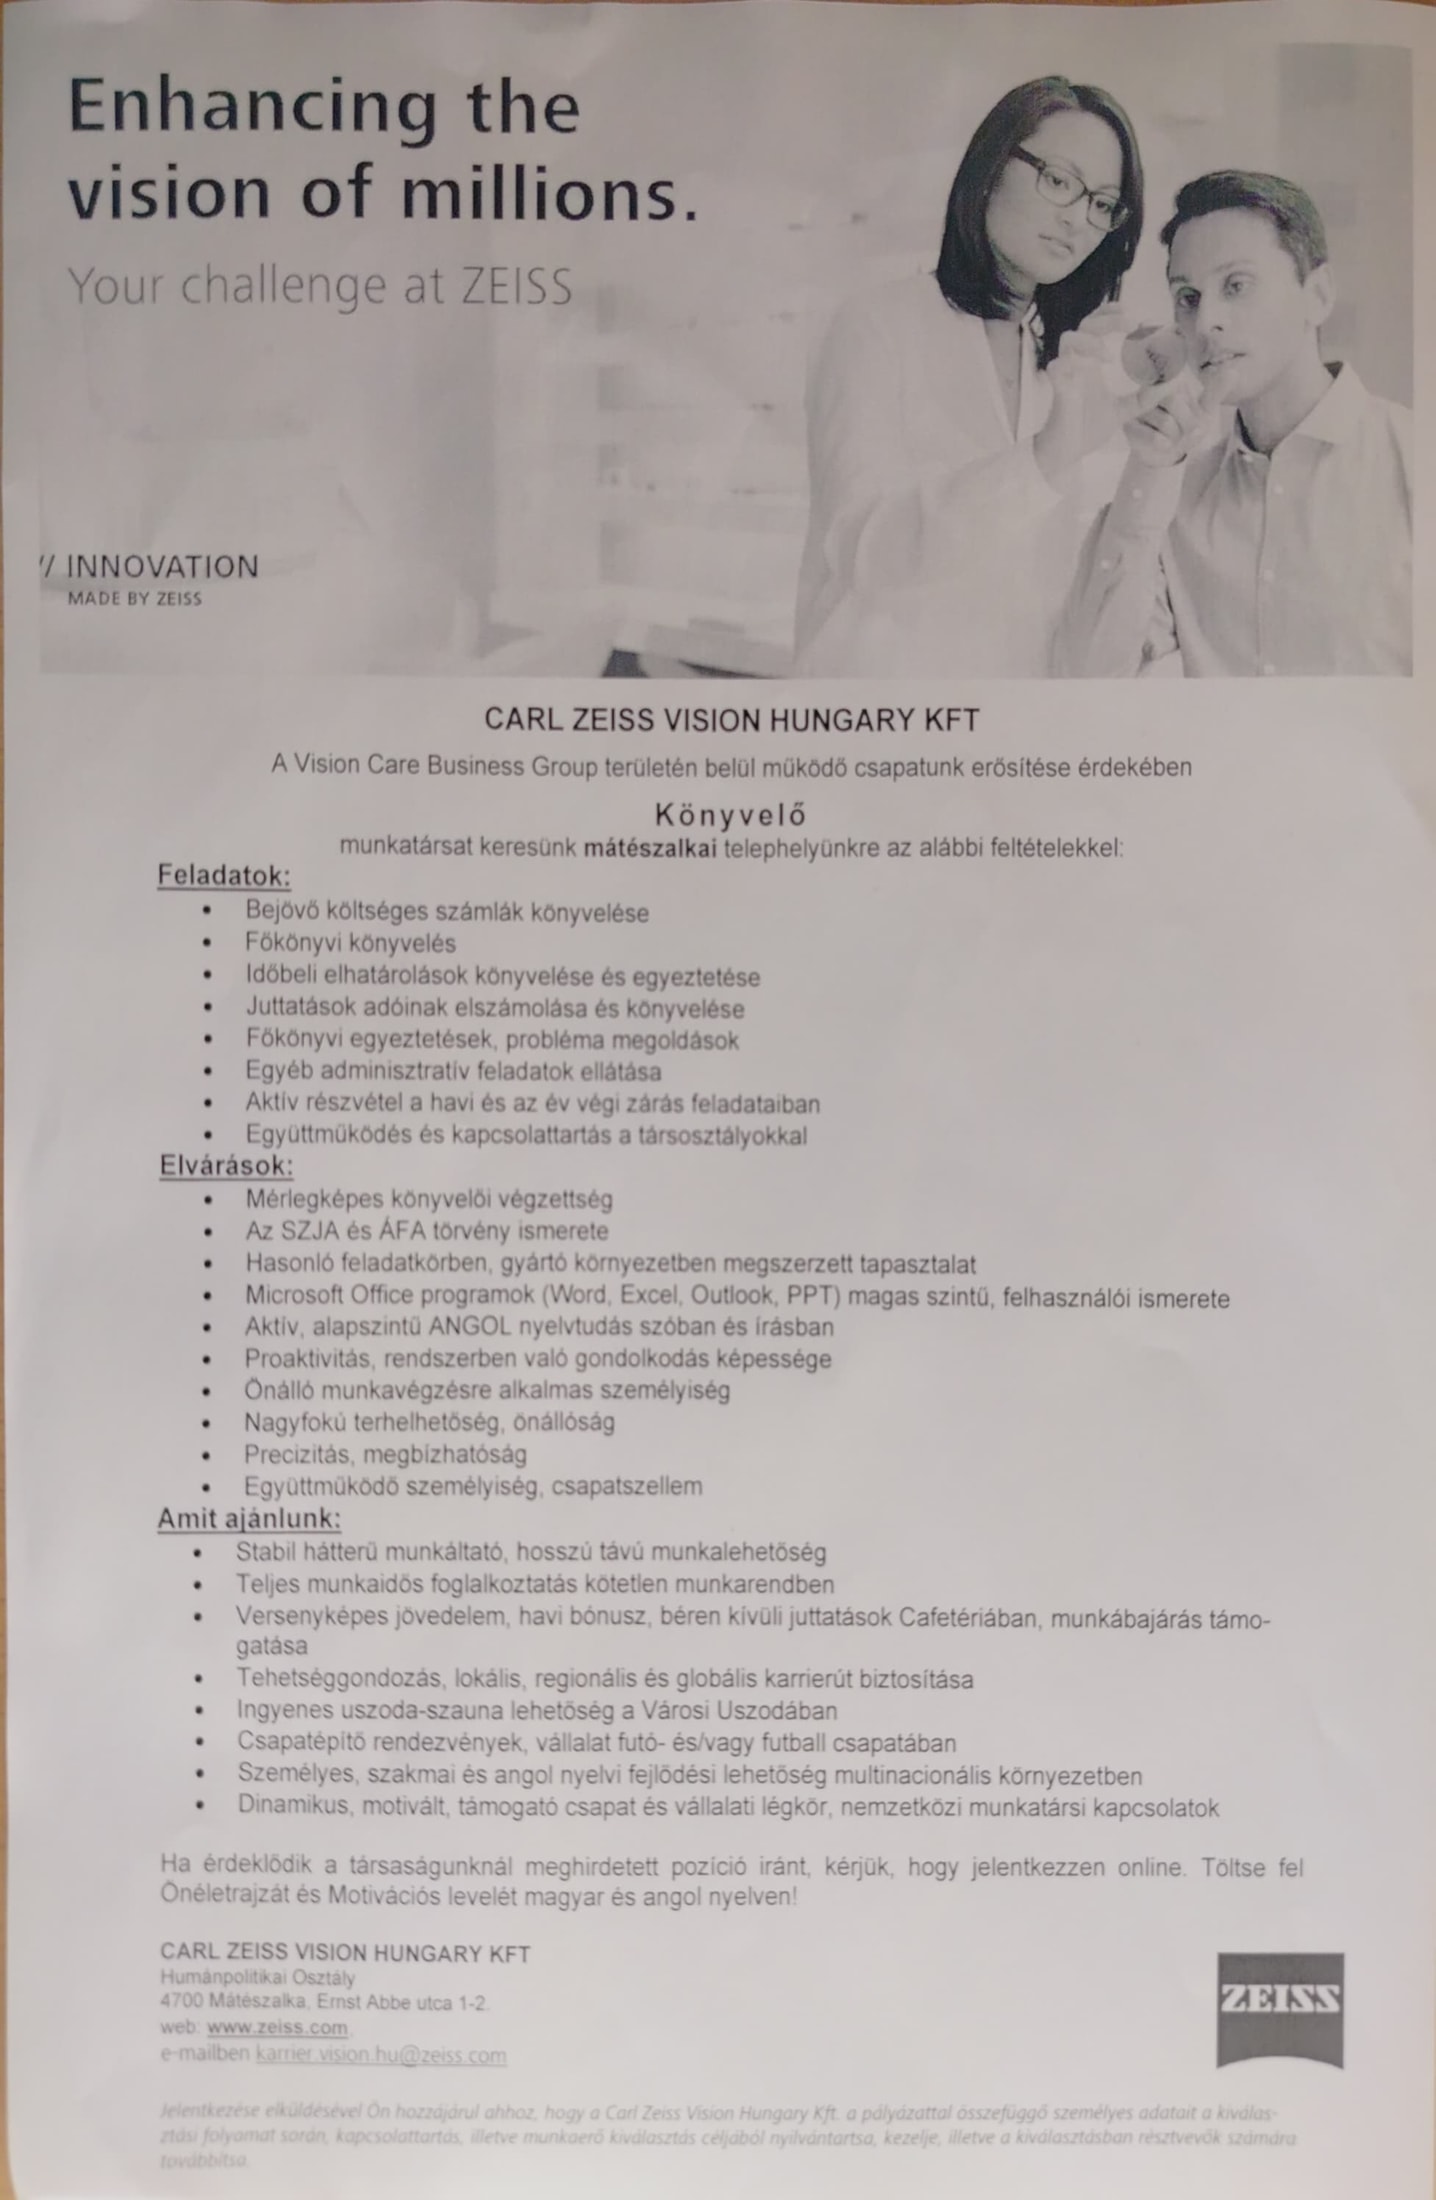 Enhancing the
vision of millions.
Your challenge at ZEISS
// INNOVATION
MADE BY ZEISS
CARL ZEISS VISION HUNGARY KFT
A Vision Care Business Group területén belül működő csapatunk erősítése érdekében
Könyvelő
munkatársat keresünk mátészalkai telephelyünkre az alábbi feltételekkel:
Feladatok:
• Bejövő költséges számlák könyvelése
• Főkönyvi könyvelés
• Időbeli elhatárolások könyvelése és egyeztetése
• Juttatások adóinak elszámolása és könyvelése
• Főkönyvi egyeztetések, probléma megoldások
• Egyéb adminisztratív feladatok ellátása
• Aktív részvétel a havi és az év végi zárás feladataiban
• Együttműködés és kapcsolattartás a társosztályokkal
Elvárások:
• Mérlegképes könyvelői végzettség
• Az SZJA és ÁFA törvény ismerete
• Hasonló feladatkörben, gyártó környezetben megszerzett tapasztalat
• Microsoft Office programok (Word, Excel, Outlook, PPT) magas szintű, felhasználói ismerete
• Aktív, alapszintű ANGOL nyelvtudás szóban és írásban
• Proaktivitás, rendszerben való gondolkodás képessége
• Önálló munkavégzésre alkalmas személyiség
• Nagyfokú terhelhetőség, önállóság
• Precizitás, megbízhatóság
• Együttműködő személyiség, csapatszellem
Amit ajánlunk:
• Stabil hátterű munkáltató, hosszú távú munkalehetőség
• Teljes munkaidős foglalkoztatás kötetlen munkarendben
• Versenyképes jövedelem, havi bónusz, béren kívüli juttatások Cafetériában, munkábajárás támo-
gatása
• Tehetséggondozás, lokális, regionális és globális karrierút biztosítása
• Ingyenes uszoda-szauna lehetőség a Városi Uszodában
• Csapatépítő rendezvények, vállalat futó- és/vagy futball csapatában
• Személyes, szakmai és angol nyelvi fejlődési lehetőség multinacionális környezetben
• Dinamikus, motivált, támogató csapat és vállalati légkör, nemzetközi munkatársi kapcsolatok
Ha érdeklődik a társaságunknál meghirdetett pozíció iránt, kérjük, hogy jelentkezzen online. Töltse fel
Önéletrajzát és Motivációs levelét magyar és angol nyelven!
CARL ZEISS VISION HUNGARY KFT
Humánpolitikai Osztály
4700 Mátészalka, Ernst Abbe utca 1-2.
web: www.zeiss.com
e-mailben karrier.vision.hu@zeiss.com
ZEISS
Jelentkezése elküldésével Ön hozzájárul ahhoz, hogy a Carl Zeiss Vision Hungary Kft. a pályázattal összefüggő személyes adatait a kiválas-
ztási folyamat során, kapcsolattartás, illetve munkaerő kiválasztás céljából nyilvántartsa, kezelje, illetve a kiválasztásban résztvevők számára
továbbítsa.